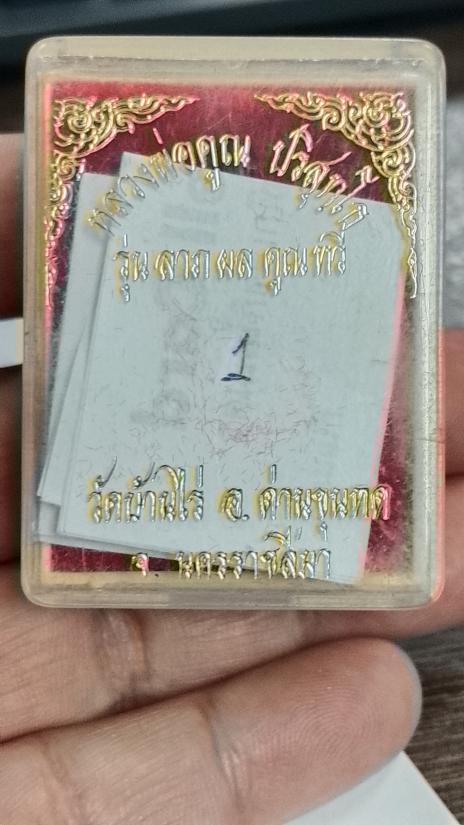 หลวงพ่อคูณ ปริสุทฺโธ
รุ่น ลาภ ผล คูณ ทวี
1
วัดบ้านไร่ อ. ด่านขุนทด
จ. นครราชสีมา